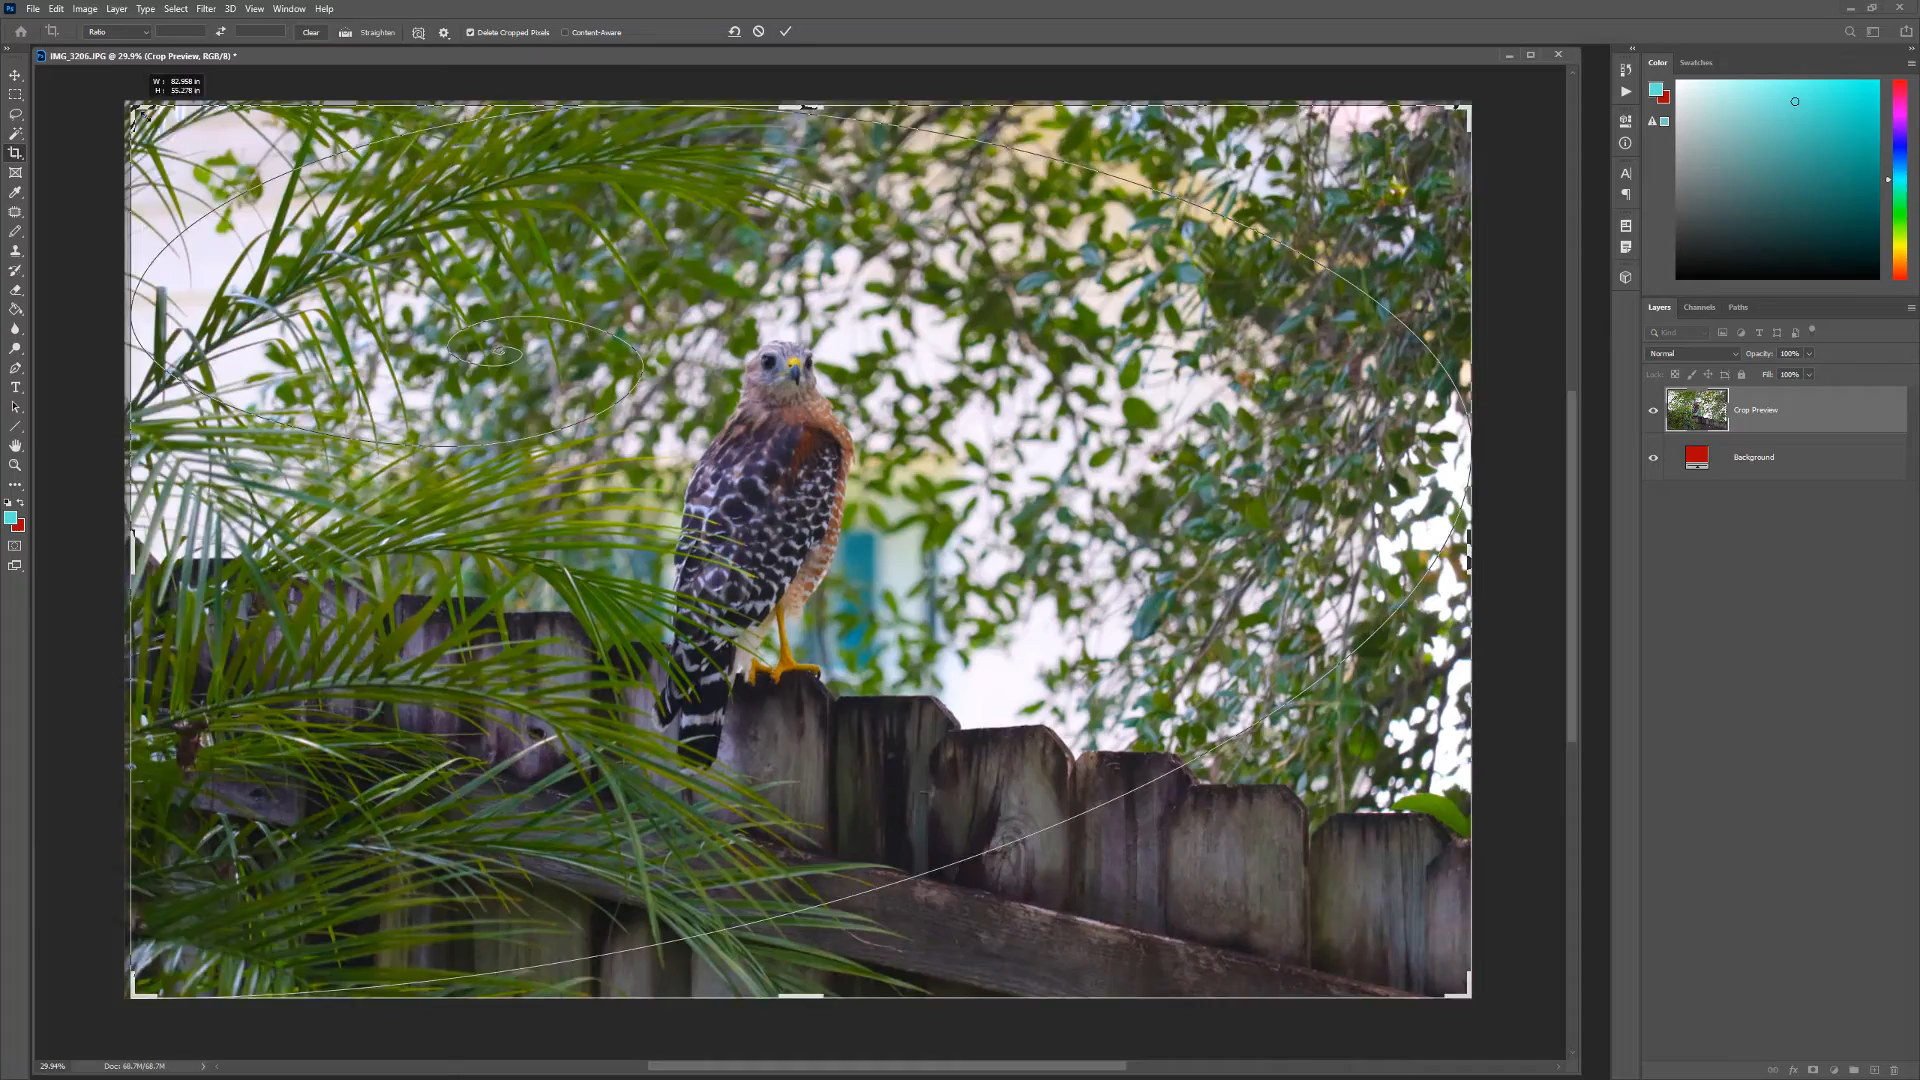 Ps File Edit Image Layer Type Select Filter 3D View Window Help
Ratio Clear Straighten Delete Cropped Pixels Content-Aware
IMG_3206.JPG @ 29.9% (Crop Preview, RGB/8) *
W : 82.958 in
H : 55.278 in
Color Swatches
Layers Channels Paths
Kind
Normal Opacity: 100%
Lock: Fill: 100%
Crop Preview
Background
29.94% Doc: 68.7M/68.7M